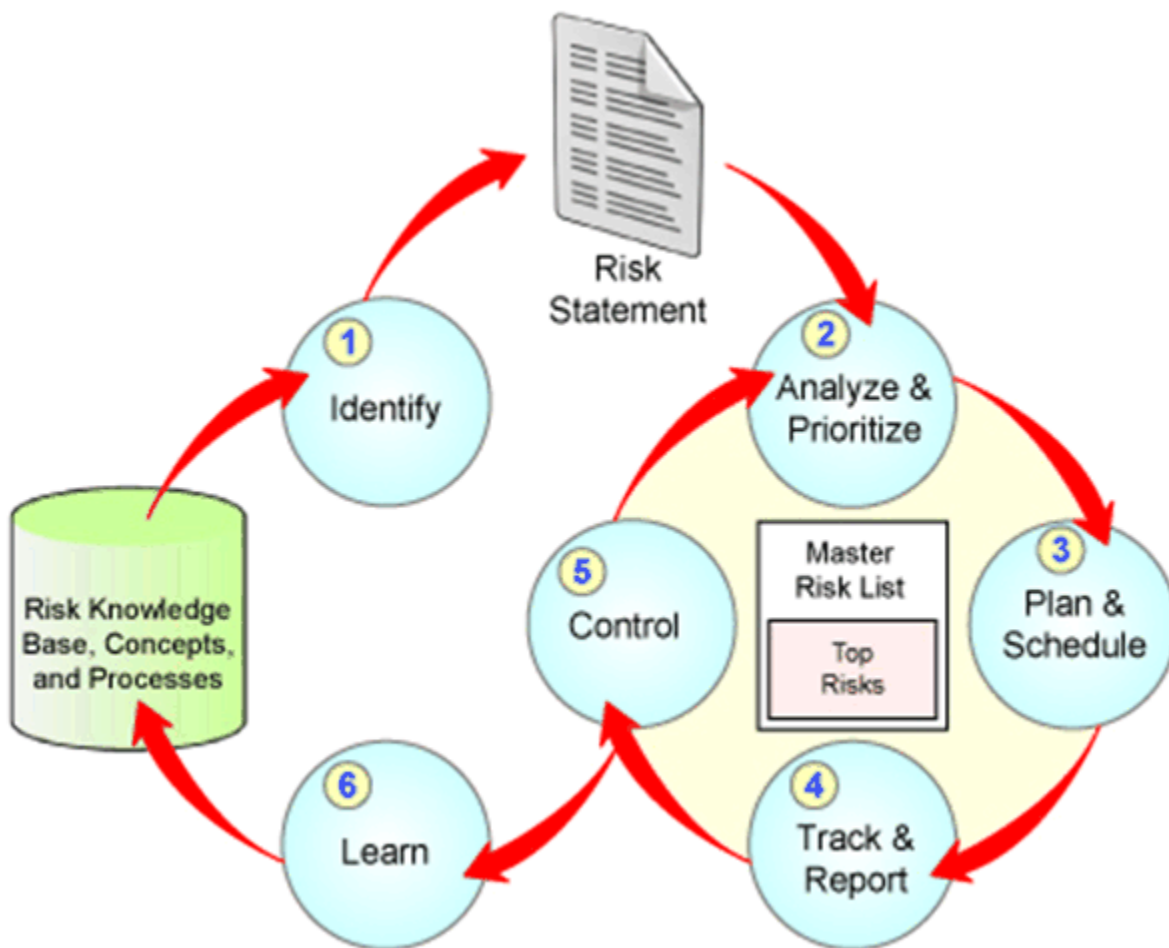 Risk
Statement
1
Identify
2
Analyze &
Prioritize
3
Plan &
Schedule
Master
Risk List
Top
Risks
4
Track &
Report
5
Control
6
Learn
Risk Knowledge
Base, Concepts,
and Processes